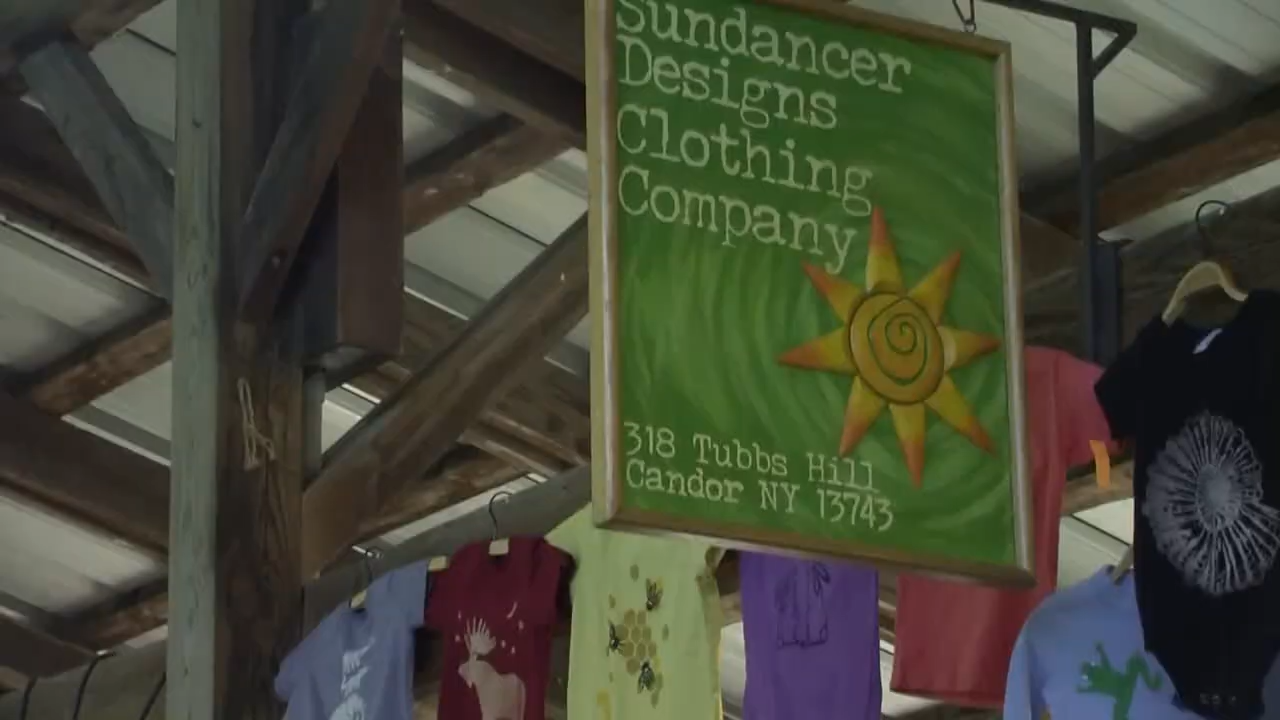 Sundancer
Designs
Clothing
Company
318 Tubbs Hill
Candor NY 13743